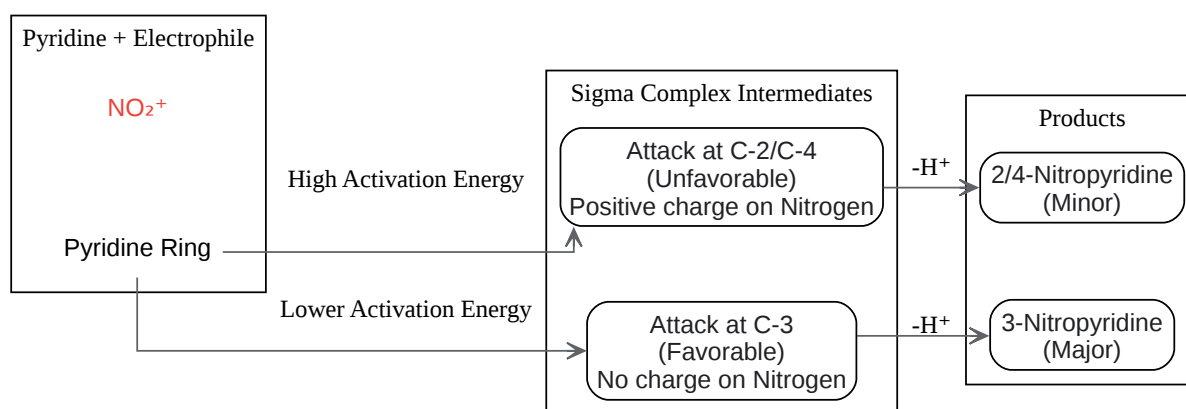 Pyridine + Electrophile
NO₂⁺
Pyridine Ring
High Activation Energy
Lower Activation Energy
Sigma Complex Intermediates
Attack at C-2/C-4
(Unfavorable)
Positive charge on Nitrogen
Attack at C-3
(Favorable)
No charge on Nitrogen
-H⁺
-H⁺
Products
2/4-Nitropyridine
(Minor)
3-Nitropyridine
(Major)